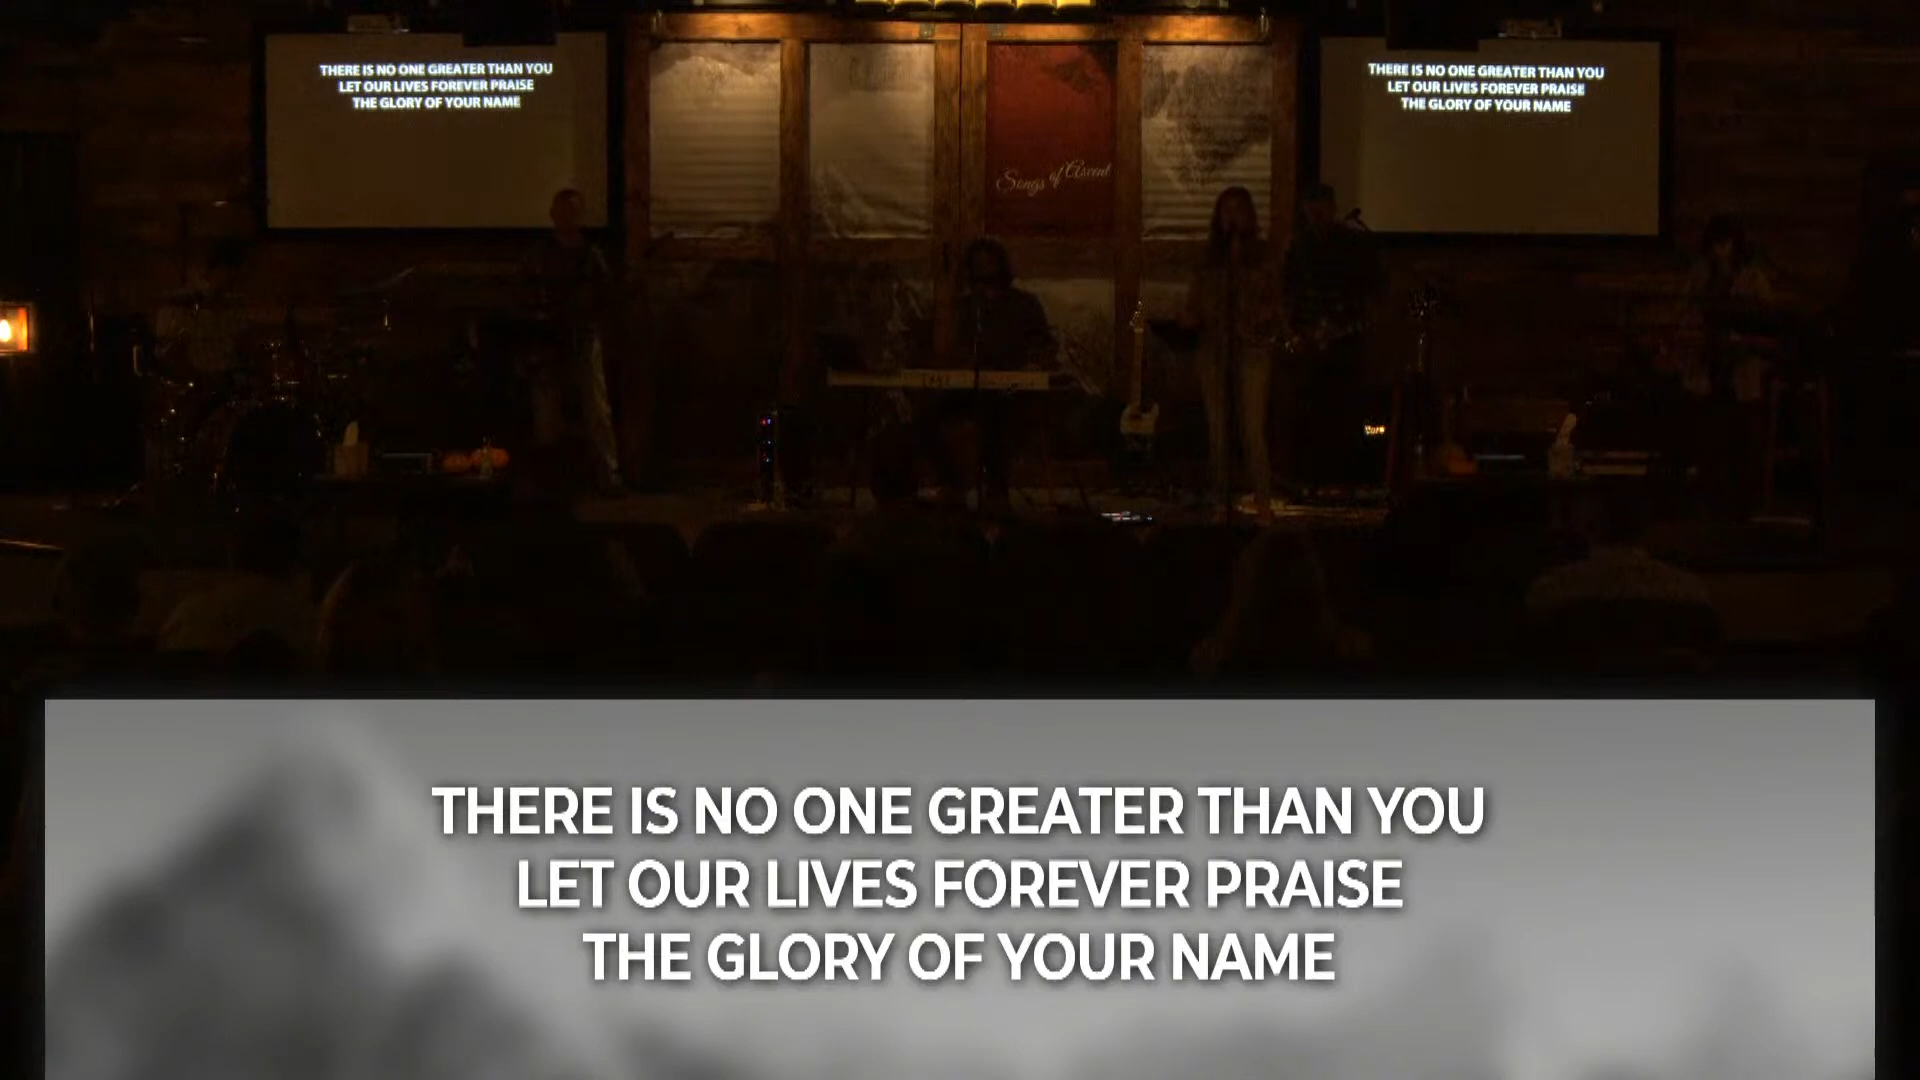 THERE IS NO ONE GREATER THAN YOU
LET OUR LIVES FOREVER PRAISE
THE GLORY OF YOUR NAME
THERE IS NO ONE GREATER THAN YOU
LET OUR LIVES FOREVER PRAISE
THE GLORY OF YOUR NAME
Songs of Ascent
THERE IS NO ONE GREATER THAN YOU
LET OUR LIVES FOREVER PRAISE
THE GLORY OF YOUR NAME